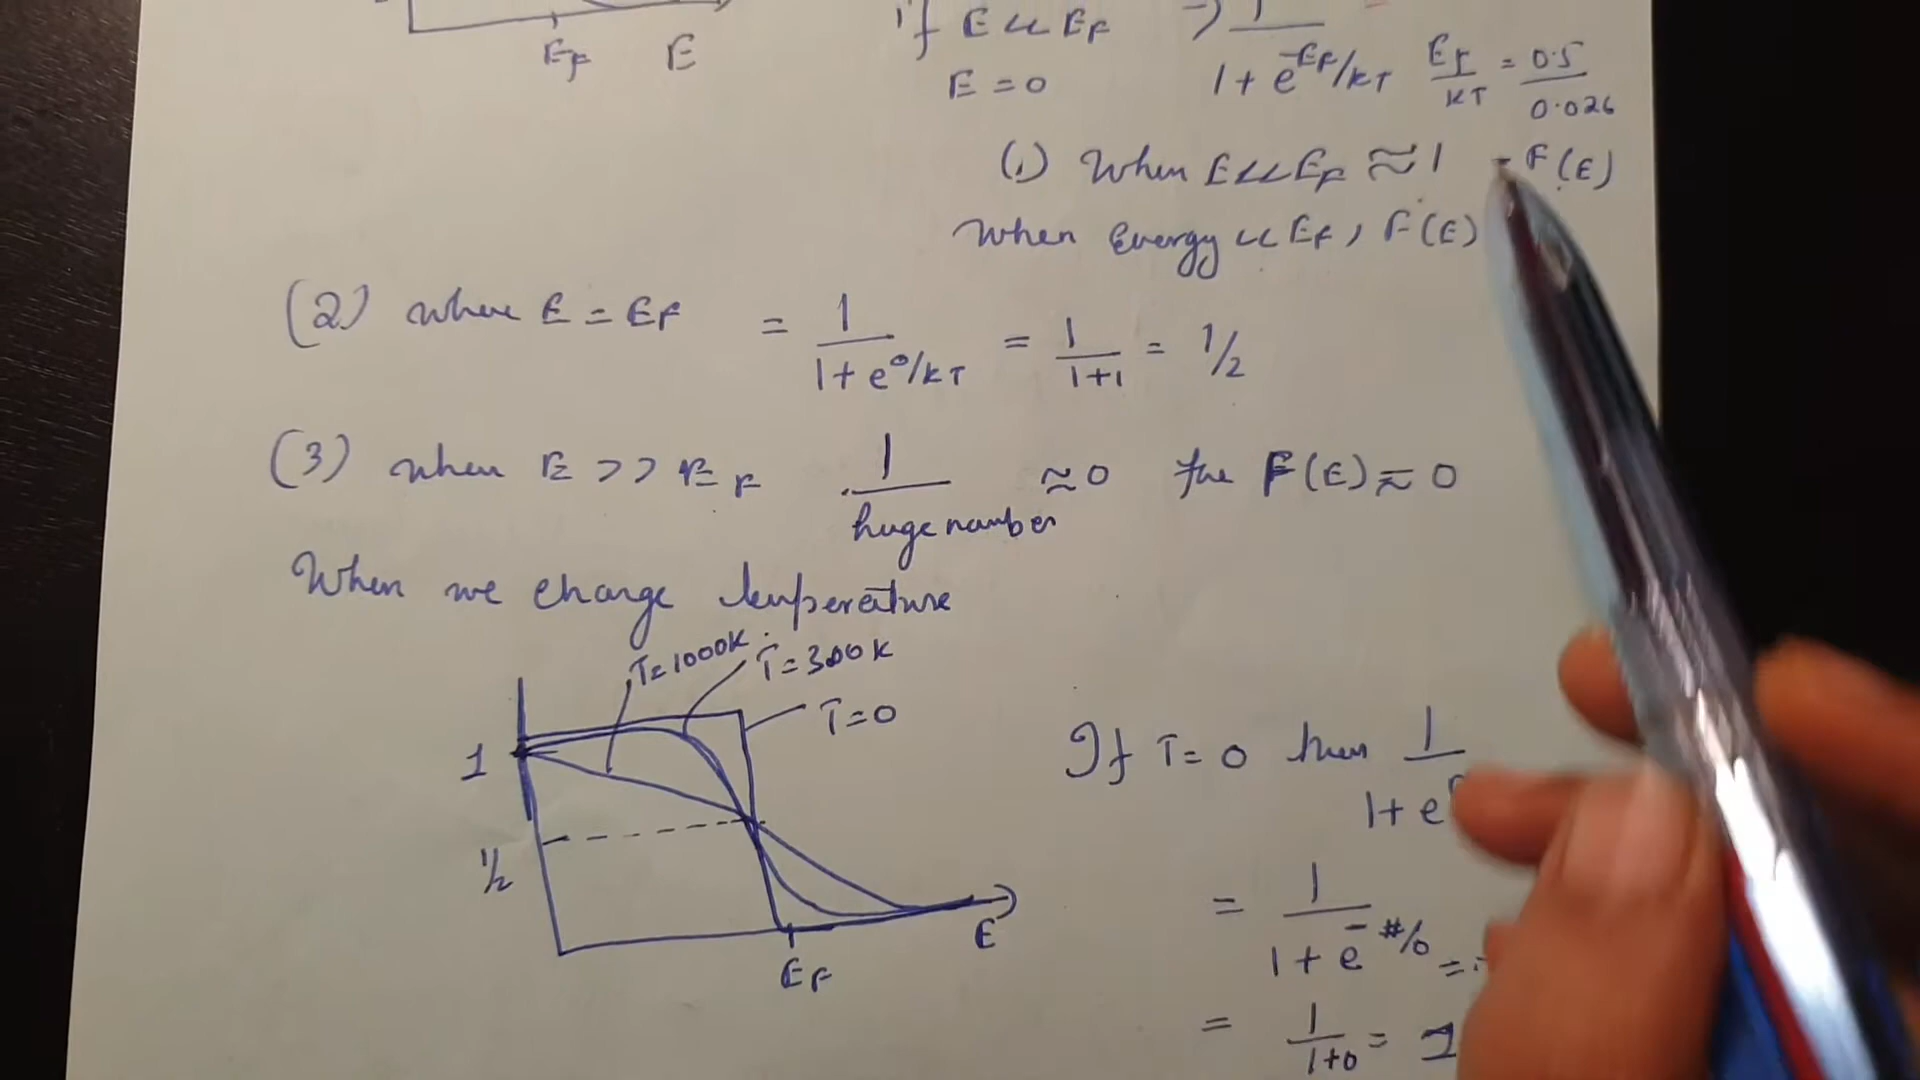 EF E
if E << EF => 1
E = 0 1 + e^-EF/KT EF/KT = 0.5/0.026
(1) When E << EF ≈ 1 = F(E)
When Energy << EF, F(E)
(2) where E = EF = 1/1+e^0/KT = 1/1+1 = 1/2
(3) when E >> EF 1/huge number ≈ 0 the F(E) ≈ 0
When we change temperature
T=1000K T=300K
T=0
1
1/2
E
EF
If T=0 then 1
1+e
= 1/1+e^-#/0 =
= 1/1+0 = 1